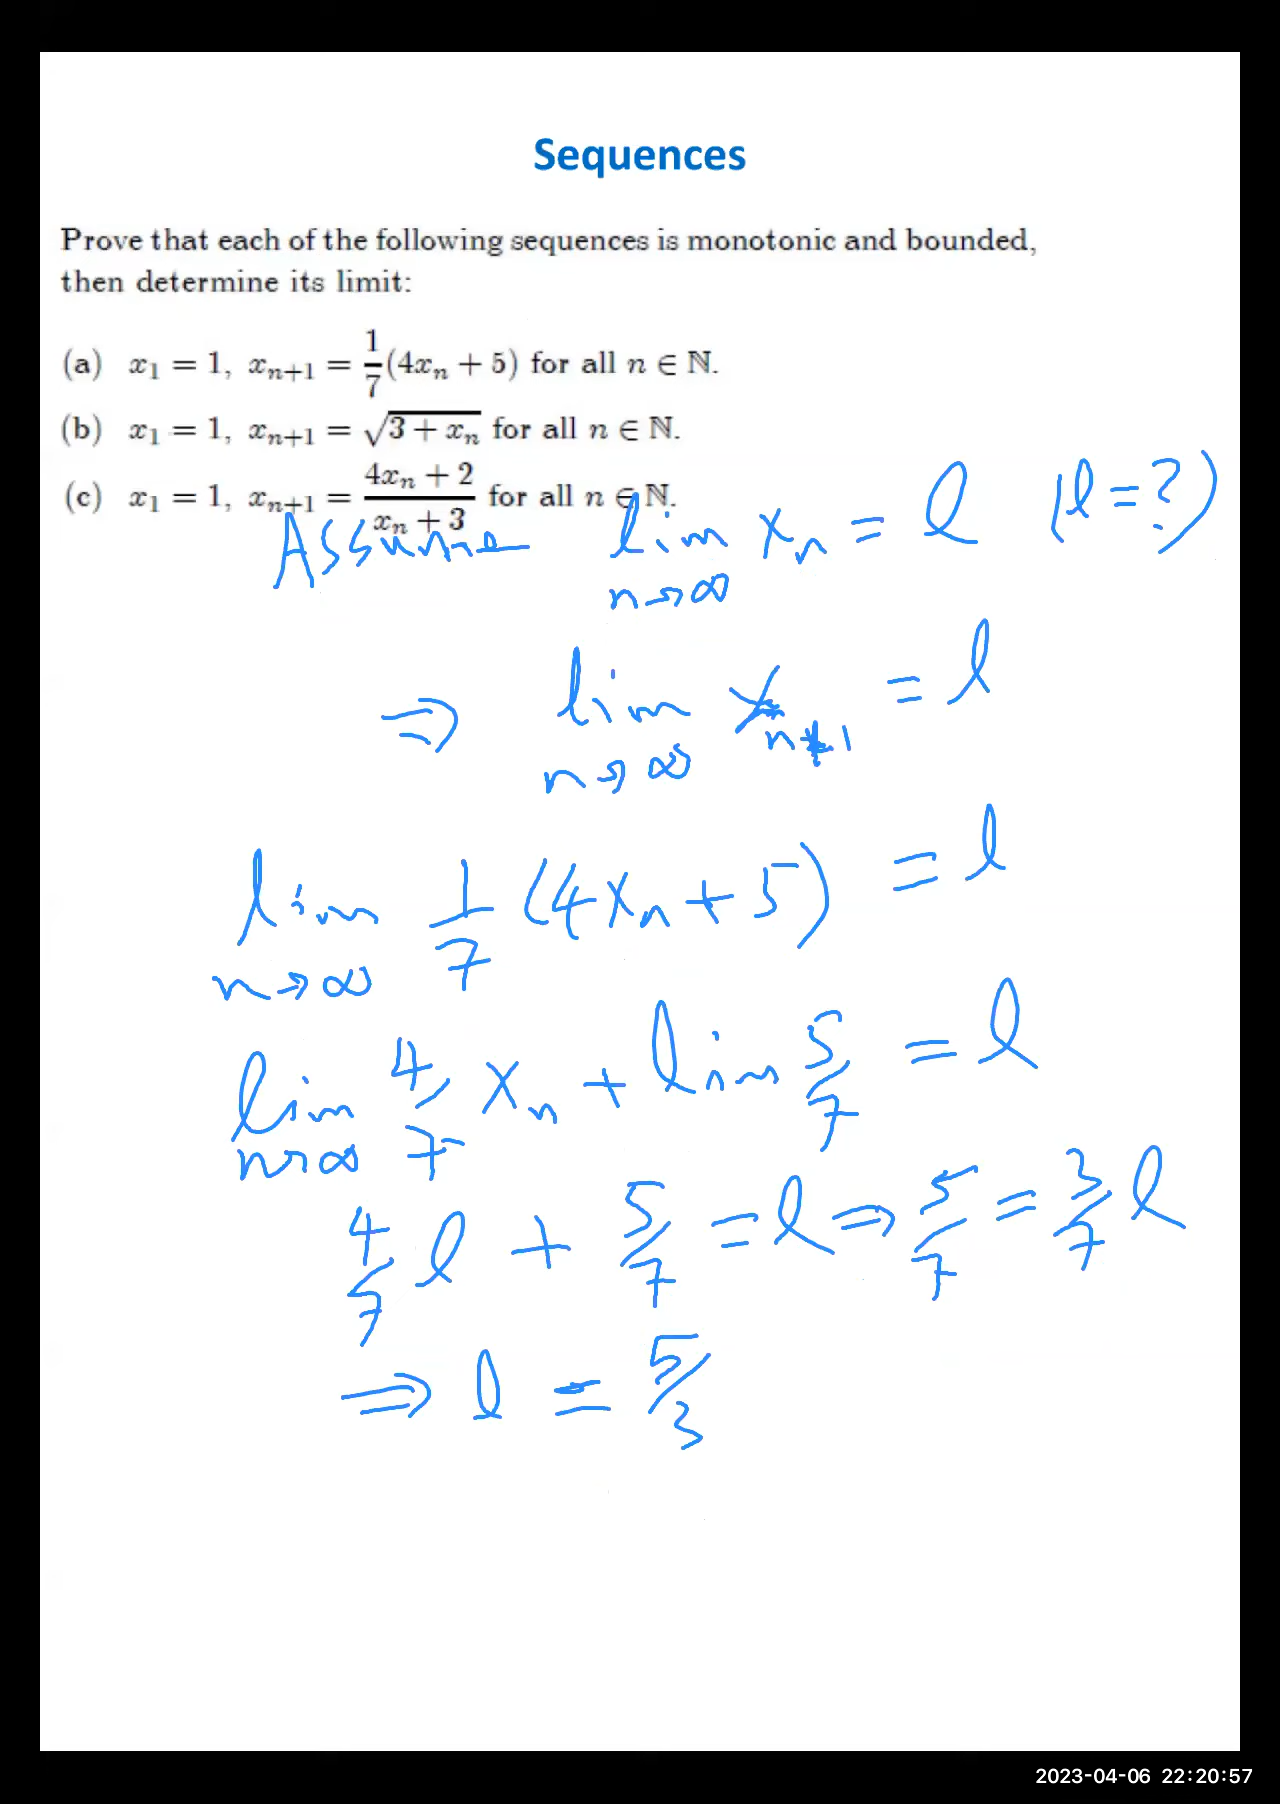 Sequences
Prove that each of the following sequences is monotonic and bounded,
then determine its limit:
(a) x₁ = 1, xₙ₊₁ = 1/7(4xₙ + 5) for all n ∈ ℕ.
(b) x₁ = 1, xₙ₊₁ = √(3 + xₙ) for all n ∈ ℕ.
(c) x₁ = 1, xₙ₊₁ = (4xₙ + 2)/(xₙ + 3) for all n ∈ ℕ.
Assume lim n→∞ xₙ = l (l = ?)
⇒ lim n→∞ xₙ₊₁ = l
lim n→∞ 1/7 (4xₙ + 5) = l
lim n→∞ 4/7 xₙ + lim 5/7 = l
4/7 l + 5/7 = l ⇒ 5/7 = 3/7 l
⇒ l = 5/3
2023-04-06 22:20:57